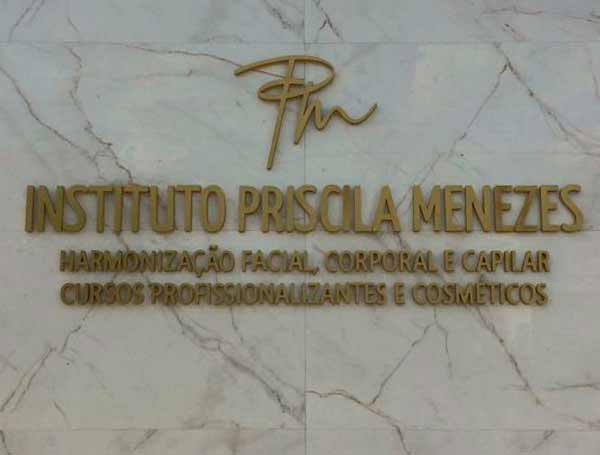 Pm
INSTITUTO PRISCILA MENEZES
HARMONIZAÇÃO FACIAL, CORPORAL E CAPILAR
CURSOS PROFISSIONALIZANTES E COSMÉTICOS